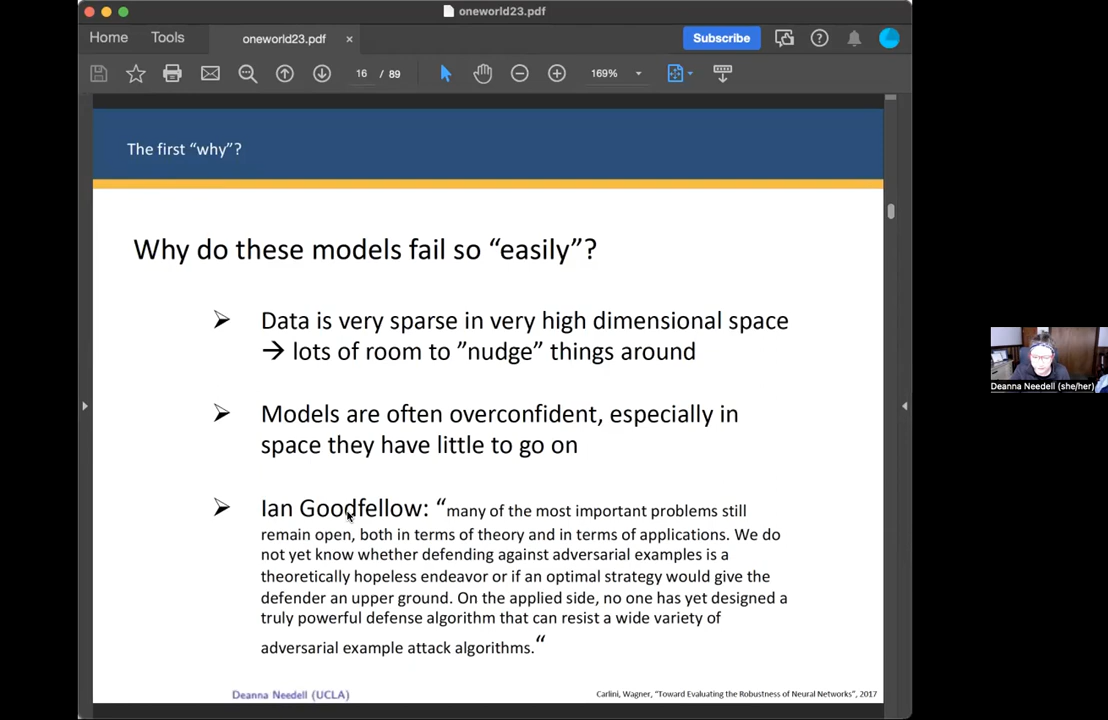 oneworld23.pdf
Home Tools oneworld23.pdf × Subscribe
16 / 89 169%
The first “why”?
Why do these models fail so “easily”?
Data is very sparse in very high dimensional space
→ lots of room to ”nudge” things around
Models are often overconfident, especially in
space they have little to go on
Ian Goodfellow: “many of the most important problems still
remain open, both in terms of theory and in terms of applications. We do
not yet know whether defending against adversarial examples is a
theoretically hopeless endeavor or if an optimal strategy would give the
defender an upper ground. On the applied side, no one has yet designed a
truly powerful defense algorithm that can resist a wide variety of
adversarial example attack algorithms.“
Deanna Needell (UCLA)
Carlini, Wagner, “Toward Evaluating the Robustness of Neural Networks”, 2017
Deanna Needell (she/her)